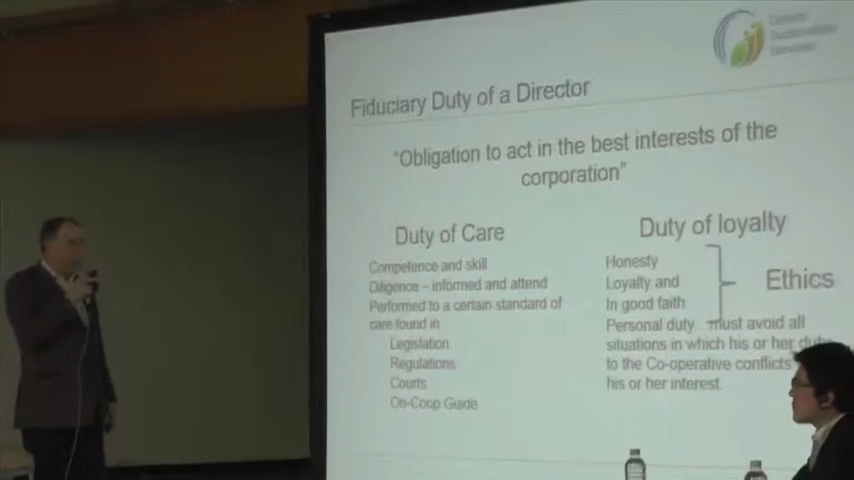 Fiduciary Duty of a Director
"Obligation to act in the best interests of the
corporation"
Duty of Care
Competence and skill
Diligence – informed and attend
Performed to a certain standard of
care found in
Legislation
Regulations
Courts
On-Coop Guide
Duty of loyalty
Honesty
Loyalty and
In good faith
Ethics
Personal duty must avoid all
situations in which his or her
to the Co-operative conflicts
his or her interest.